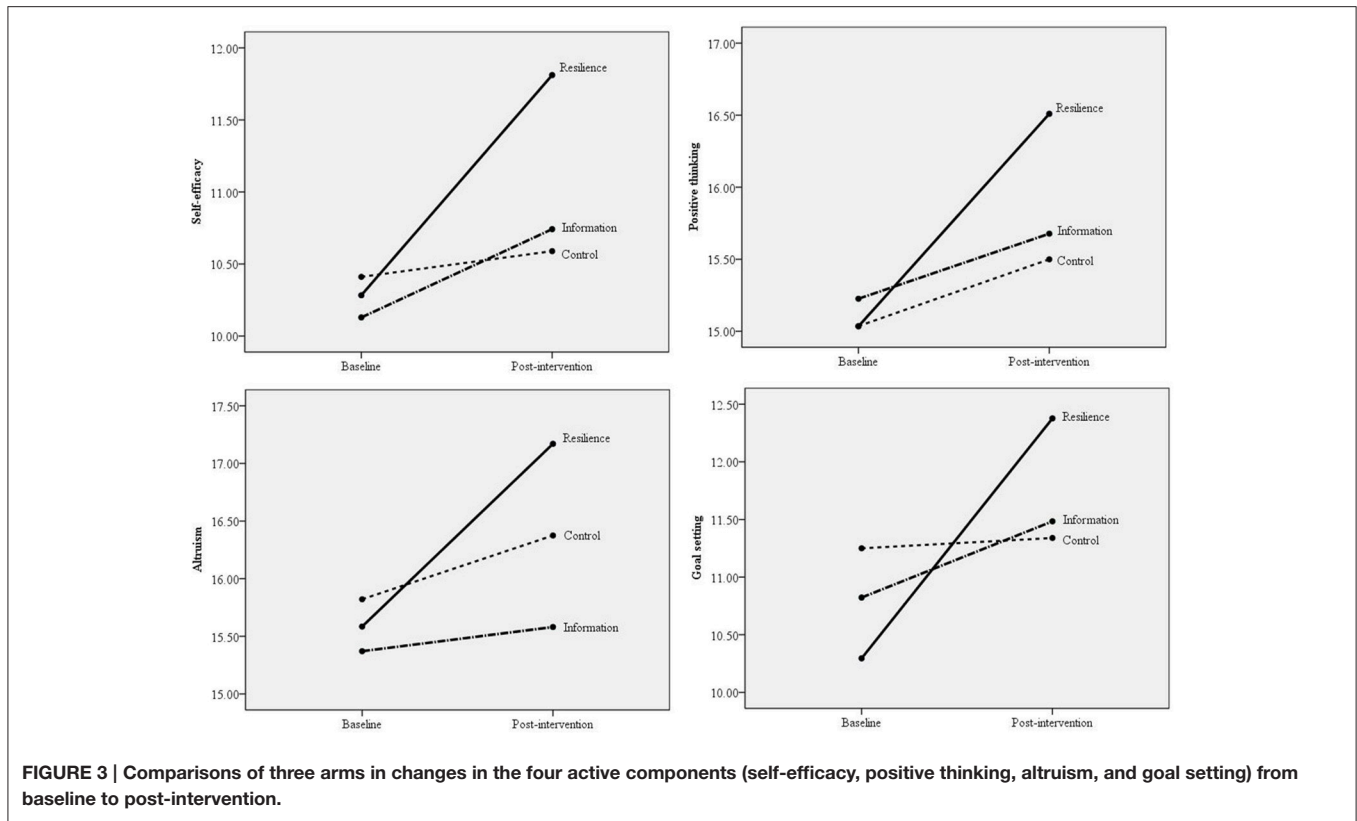 12.00
11.50
11.00
10.50
10.00
Self-efficacy
Resilience
Information
Control
Baseline Post-intervention
17.00
16.50
16.00
15.50
15.00
Positive thinking
Resilience
Information
Control
Baseline Post-intervention
17.50
17.00
16.50
16.00
15.50
15.00
Altruism
Resilience
Control
Information
Baseline Post-intervention
12.50
12.00
11.50
11.00
10.50
10.00
Goal setting
Resilience
Information
Control
Baseline Post-intervention
FIGURE 3 | Comparisons of three arms in changes in the four active components (self-efficacy, positive thinking, altruism, and goal setting) from
baseline to post-intervention.